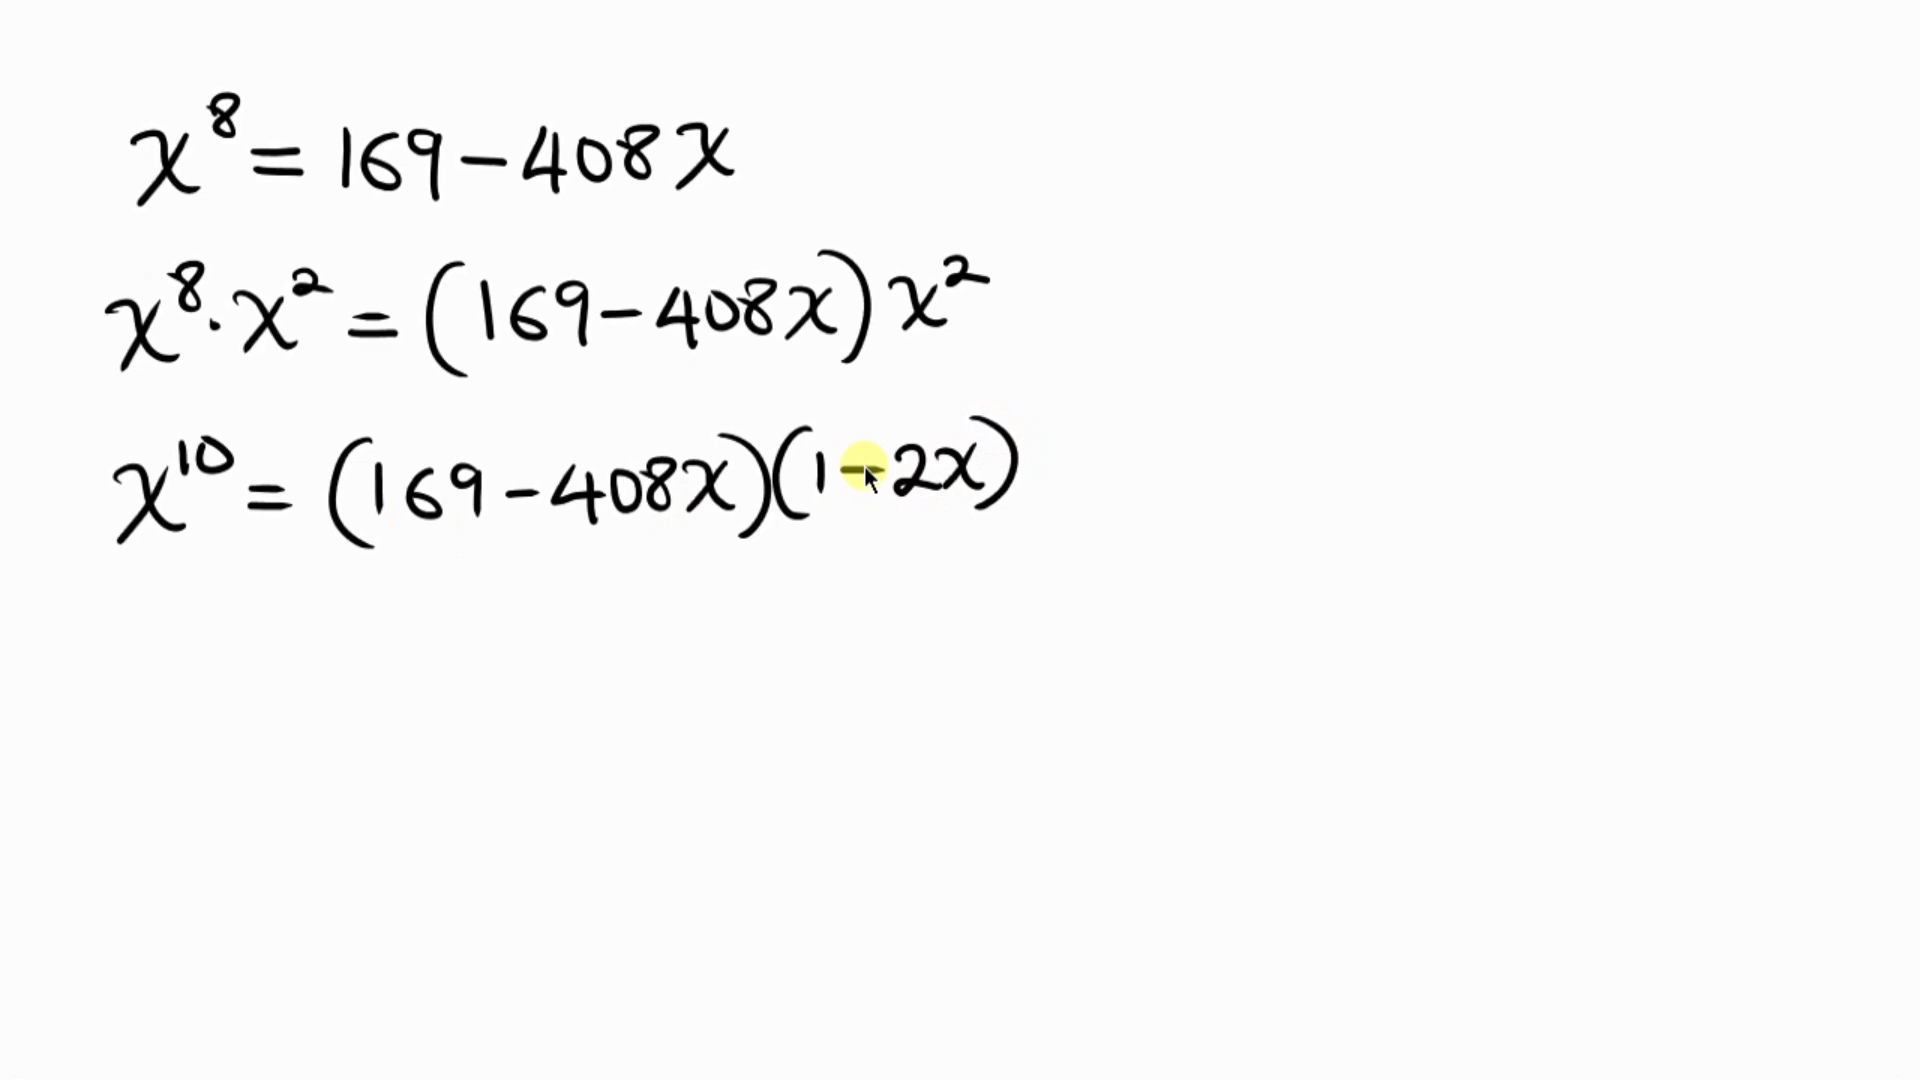 x⁸ = 169 - 408x
x⁸ · x² = (169 - 408x) x²
x¹⁰ = (169 - 408x)(1 - 2x)